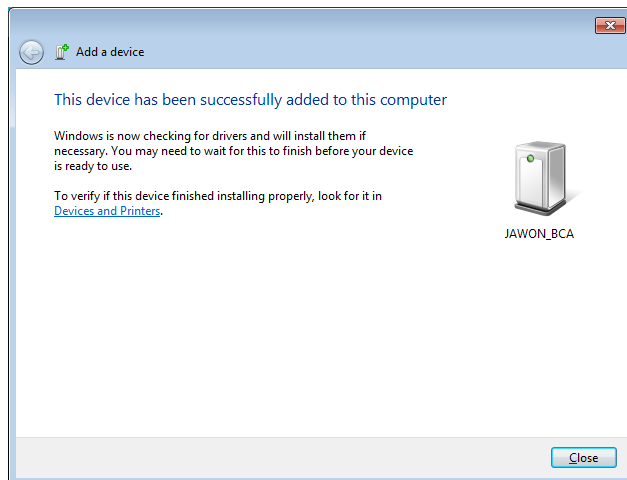 Add a device
This device has been successfully added to this computer
Windows is now checking for drivers and will install them if
necessary. You may need to wait for this to finish before your device
is ready to use.
To verify if this device finished installing properly, look for it in
Devices and Printers.
JAWON_BCA
Close